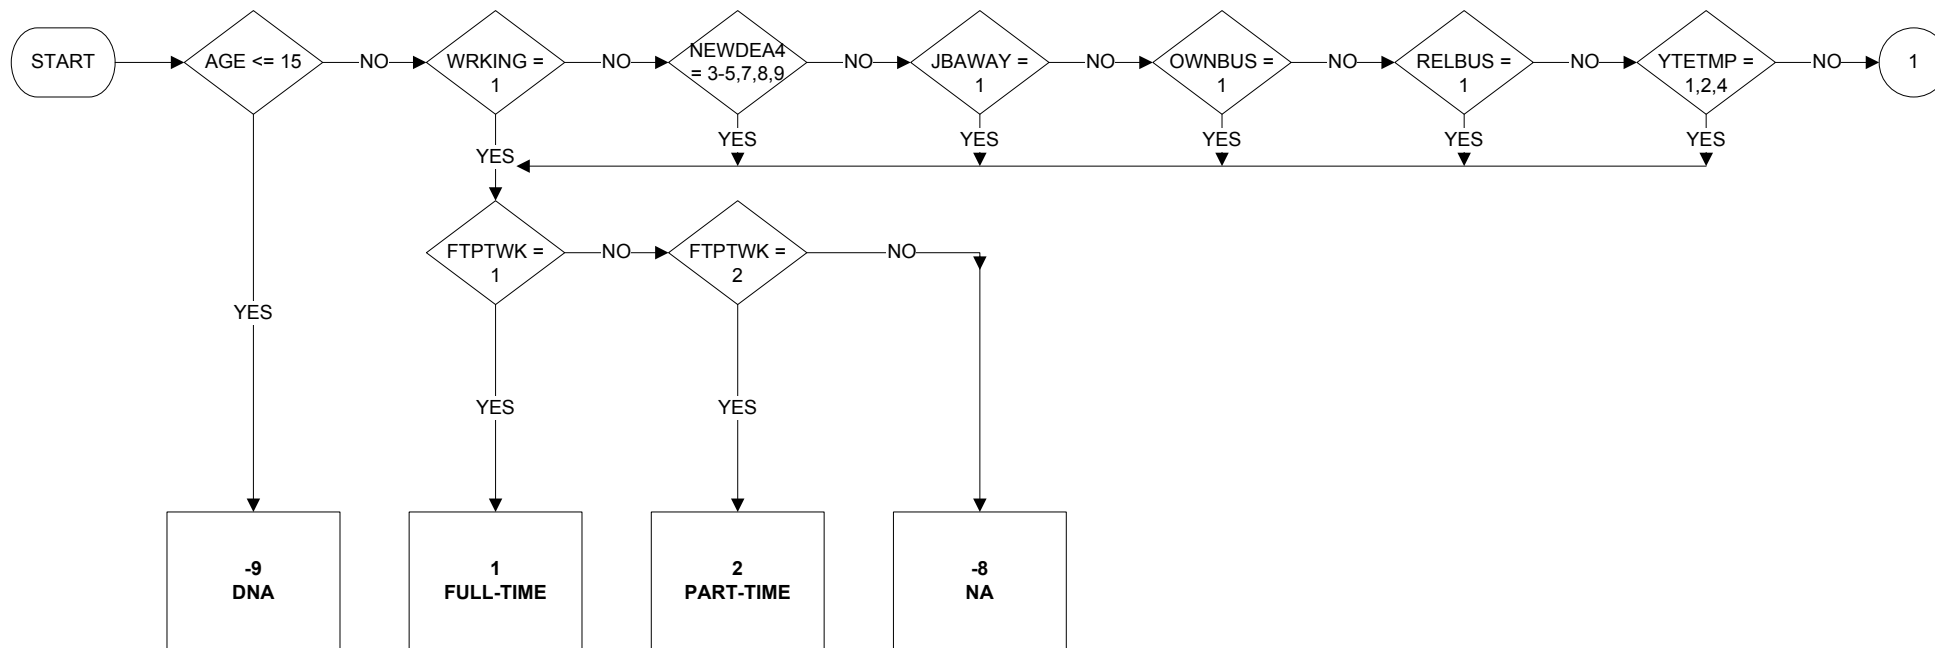 START
AGE <= 15
NO
WRKING =
1
NO
NEWDEA4
= 3-5,7,8,9
NO
JBAWAY =
1
NO
OWNBUS =
1
NO
RELBUS =
1
NO
YTETMP =
1,2,4
NO
1
YES
YES
YES
YES
YES
YES
FTPTWK =
1
NO
FTPTWK =
2
NO
YES
YES
YES
-9
DNA
1
FULL-TIME
2
PART-TIME
-8
NA